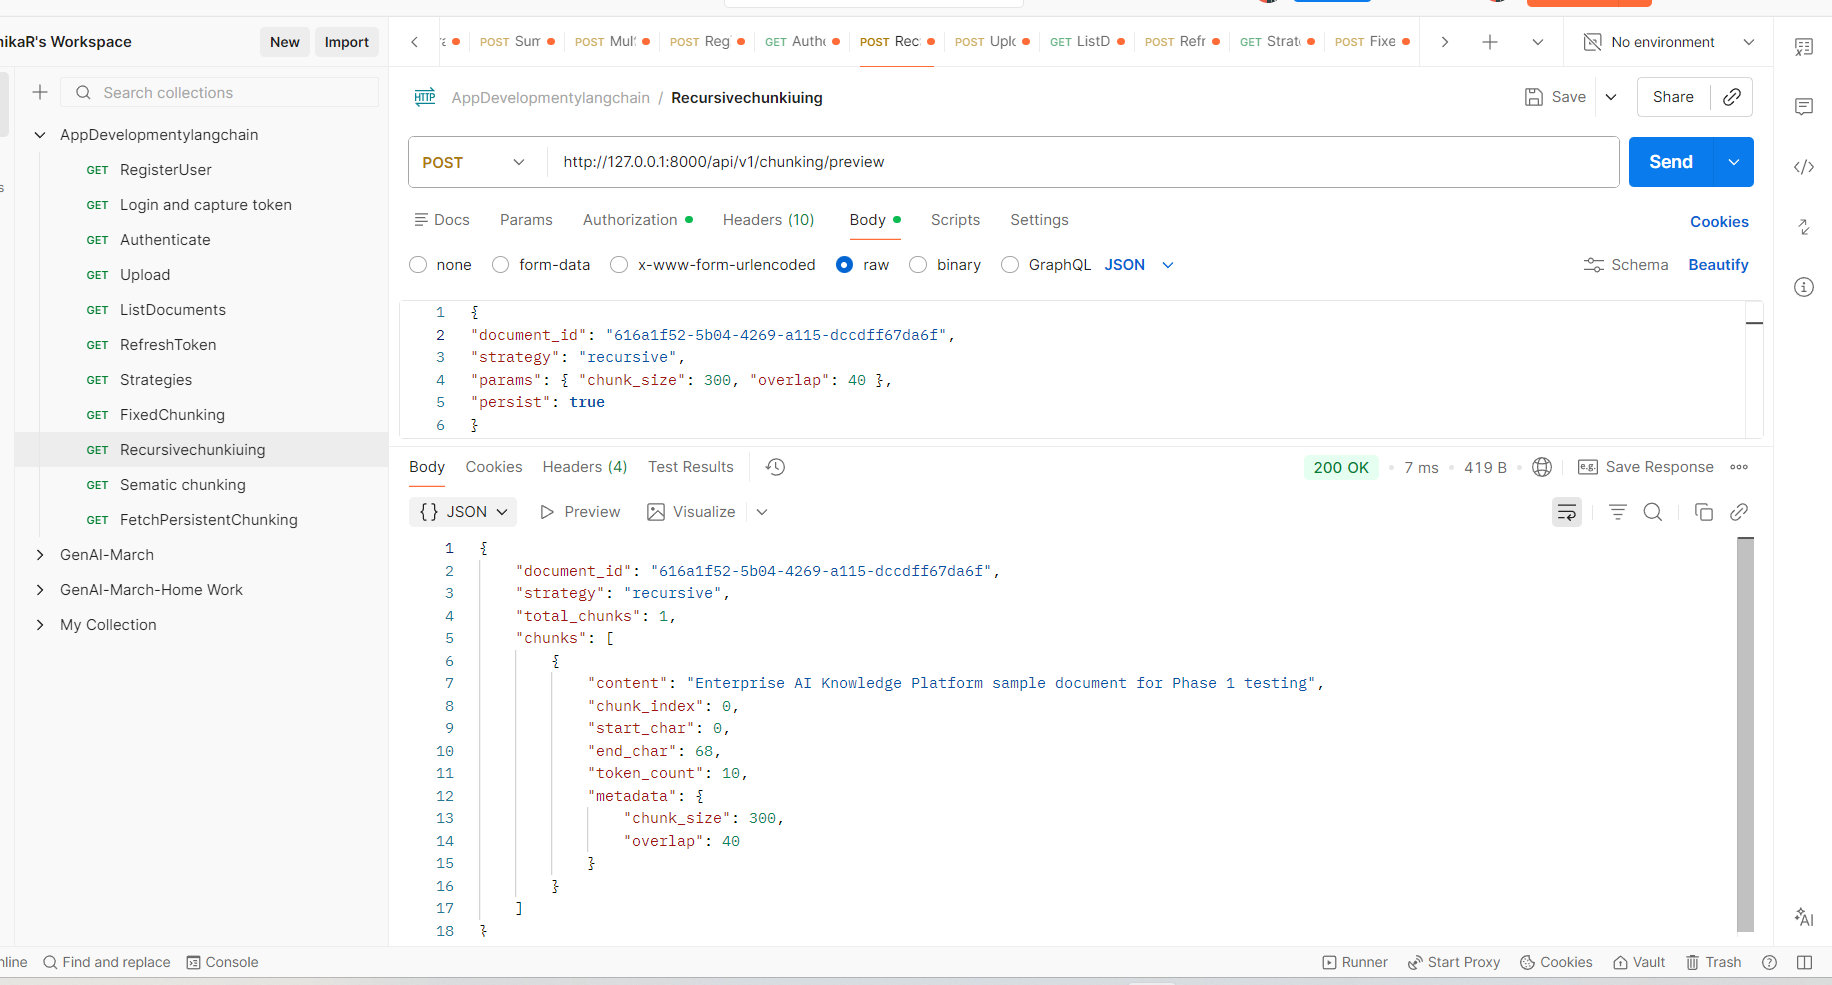 nikaR's Workspace
New
Import
POST Sum
POST Mul
POST Reg
GET Auth
POST Rec
POST Upl
GET ListD
POST Refr
GET Strat
POST Fixe
No environment
Search collections
AppDevelopmentylangchain / Recursivechunkiuing
Save
Share
AppDevelopmentylangchain
GET RegisterUser
GET Login and capture token
GET Authenticate
GET Upload
GET ListDocuments
GET RefreshToken
GET Strategies
GET FixedChunking
GET Recursivechunkiuing
GET Sematic chunking
GET FetchPersistentChunking
GenAI-March
GenAI-March-Home Work
My Collection
HTTP
POST
http://127.0.0.1:8000/api/v1/chunking/preview
Send
Docs
Params
Authorization
Headers (10)
Body
Scripts
Settings
Cookies
none
form-data
x-www-form-urlencoded
raw
binary
GraphQL
JSON
Schema
Beautify
1 {
2 "document_id": "616a1f52-5b04-4269-a115-dccdff67da6f",
3 "strategy": "recursive",
4 "params": { "chunk_size": 300, "overlap": 40 },
5 "persist": true
6 }
Body
Cookies
Headers (4)
Test Results
200 OK
7 ms
419 B
e.g. Save Response
{} JSON
Preview
Visualize
1 {
2 "document_id": "616a1f52-5b04-4269-a115-dccdff67da6f",
3 "strategy": "recursive",
4 "total_chunks": 1,
5 "chunks": [
6 {
7 "content": "Enterprise AI Knowledge Platform sample document for Phase 1 testing",
8 "chunk_index": 0,
9 "start_char": 0,
10 "end_char": 68,
11 "token_count": 10,
12 "metadata": {
13 "chunk_size": 300,
14 "overlap": 40
15 }
16 }
17 ]
18 }
AI
nline
Find and replace
Console
Runner
Start Proxy
Cookies
Vault
Trash